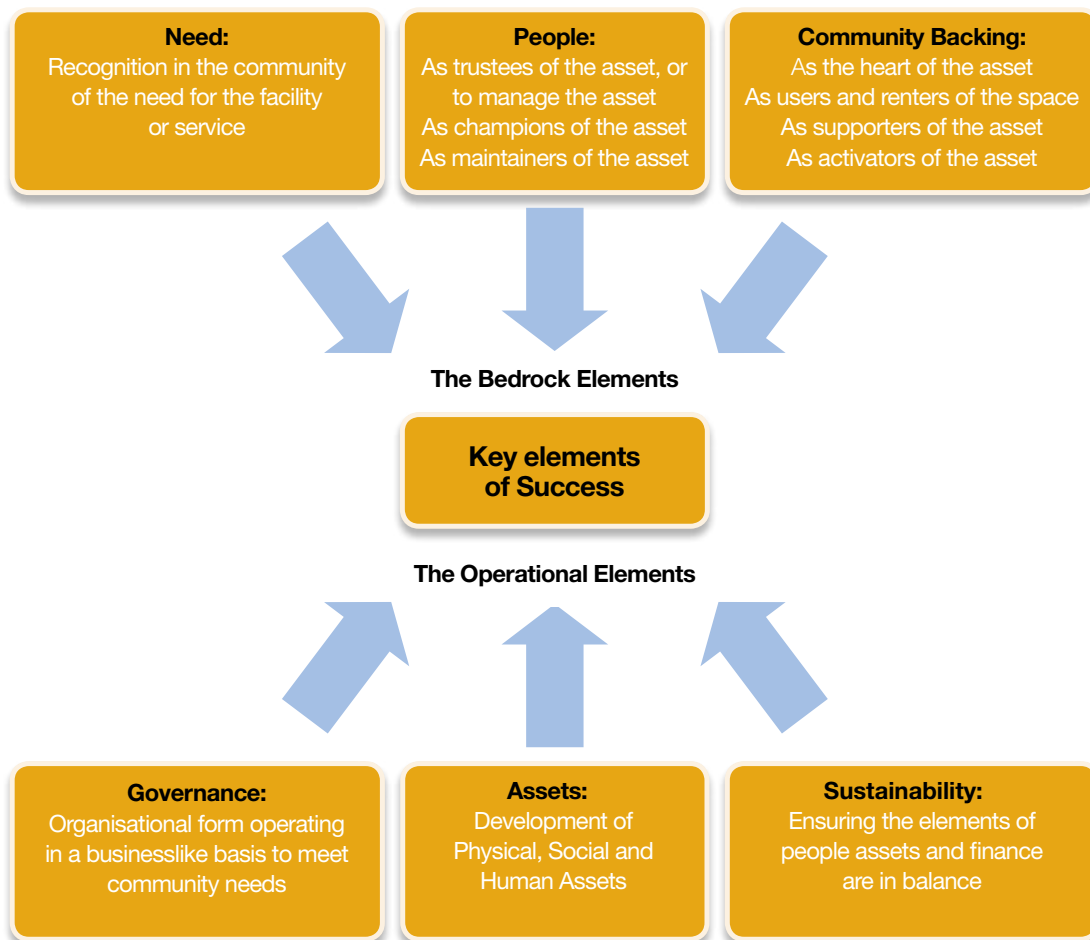 Need:
Recognition in the community
of the need for the facility
or service
People:
As trustees of the asset, or
to manage the asset
As champions of the asset
As maintainers of the asset
Community Backing:
As the heart of the asset
As users and renters of the space
As supporters of the asset
As activators of the asset
The Bedrock Elements
Key elements
of Success
The Operational Elements
Governance:
Organisational form operating
in a businesslike basis to meet
community needs
Assets:
Development of
Physical, Social and
Human Assets
Sustainability:
Ensuring the elements of
people assets and finance
are in balance